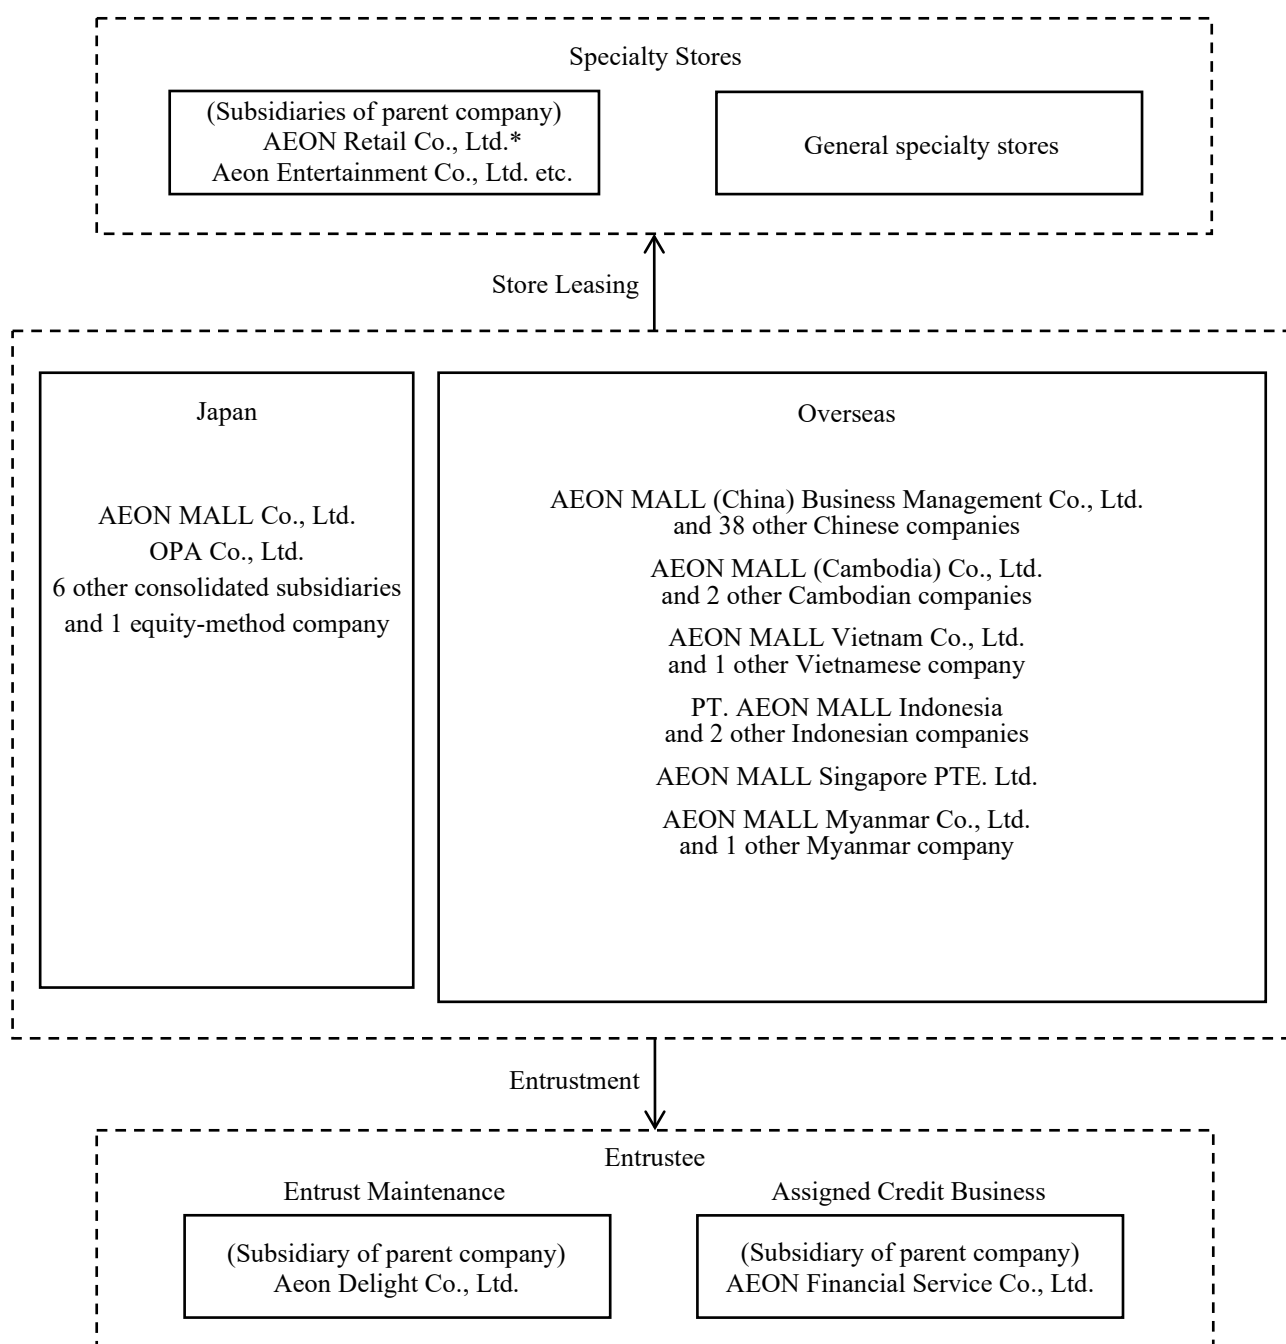 Specialty Stores
(Subsidiaries of parent company)
AEON Retail Co., Ltd.*
Aeon Entertainment Co., Ltd. etc.
General specialty stores
Store Leasing
Japan
AEON MALL Co., Ltd.
OPA Co., Ltd.
6 other consolidated subsidiaries
and 1 equity-method company
Overseas
AEON MALL (China) Business Management Co., Ltd.
and 38 other Chinese companies
AEON MALL (Cambodia) Co., Ltd.
and 2 other Cambodian companies
AEON MALL Vietnam Co., Ltd.
and 1 other Vietnamese company
PT. AEON MALL Indonesia
and 2 other Indonesian companies
AEON MALL Singapore PTE. Ltd.
AEON MALL Myanmar Co., Ltd.
and 1 other Myanmar company
Entrustment
Entrustee
Entrust Maintenance
(Subsidiary of parent company)
Aeon Delight Co., Ltd.
Assigned Credit Business
(Subsidiary of parent company)
AEON Financial Service Co., Ltd.